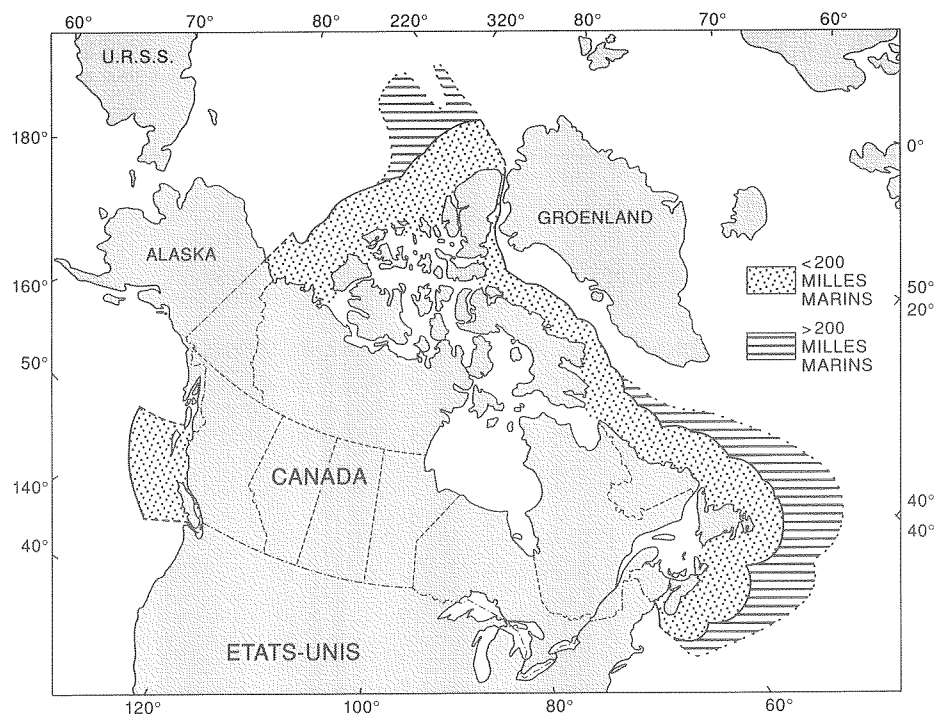 60° 70° 80° 220° 320° 80° 70° 60°
U.R.S.S.
180°
0°
GROENLAND
ALASKA
<200
MILLES
MARINS
160°
50°
20°
>200
MILLES
MARINS
50°
CANADA
140°
40°
40°
40°
ETATS-UNIS
120° 100° 80° 60°